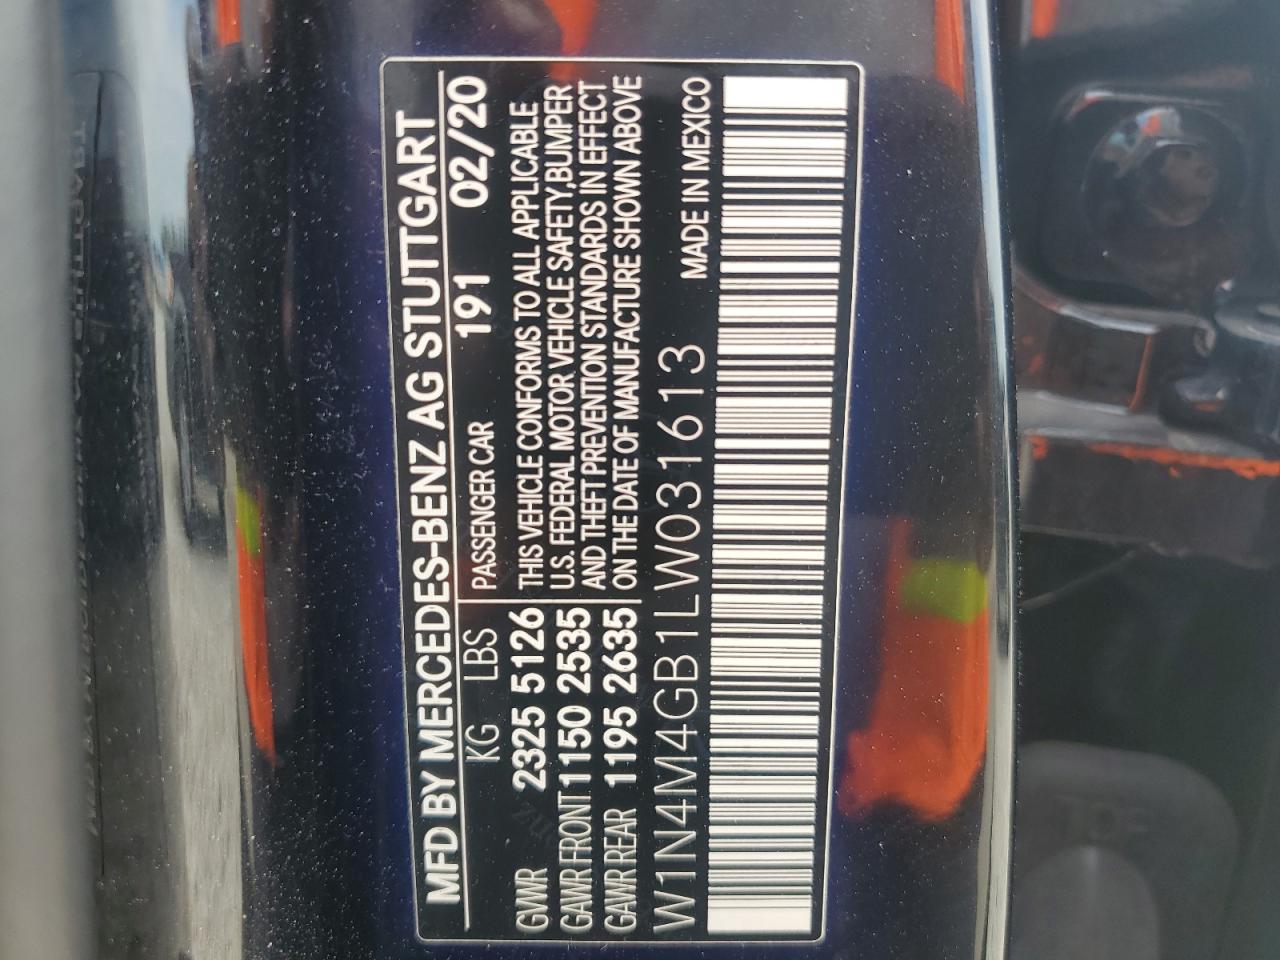 MFD BY MERCEDES-BENZ AG STUTTGART
KG LBS PASSENGER CAR 191 02/20
GWWR 2325 5126 THIS VEHICLE CONFORMS TO ALL APPLICABLE
GAWR FRONT 1150 2535 U.S. FEDERAL MOTOR VEHICLE SAFETY, BUMPER
GAWR REAR 1195 2635 AND THEFT PREVENTION STANDARDS IN EFFECT
ON THE DATE OF MANUFACTURE SHOWN ABOVE
W1N4M4GB1LW031613 MADE IN MEXICO